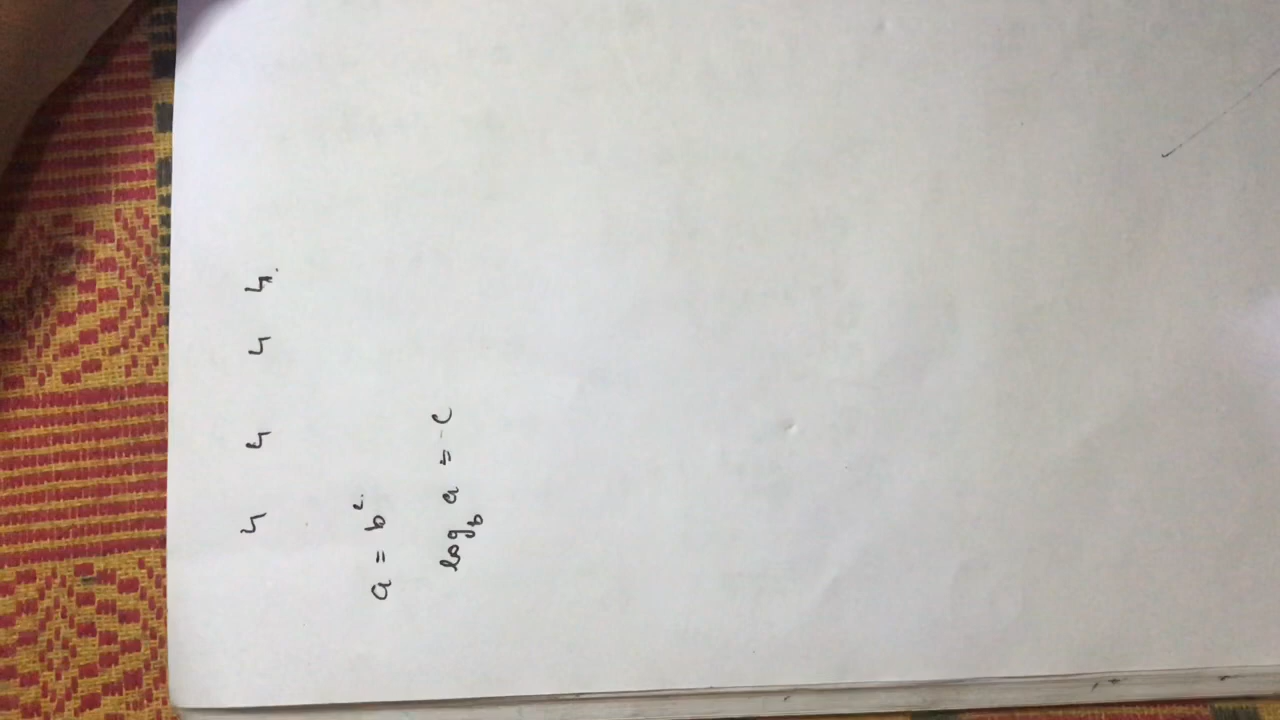 4 4 4 4.
a = b^c.
log_b a = c